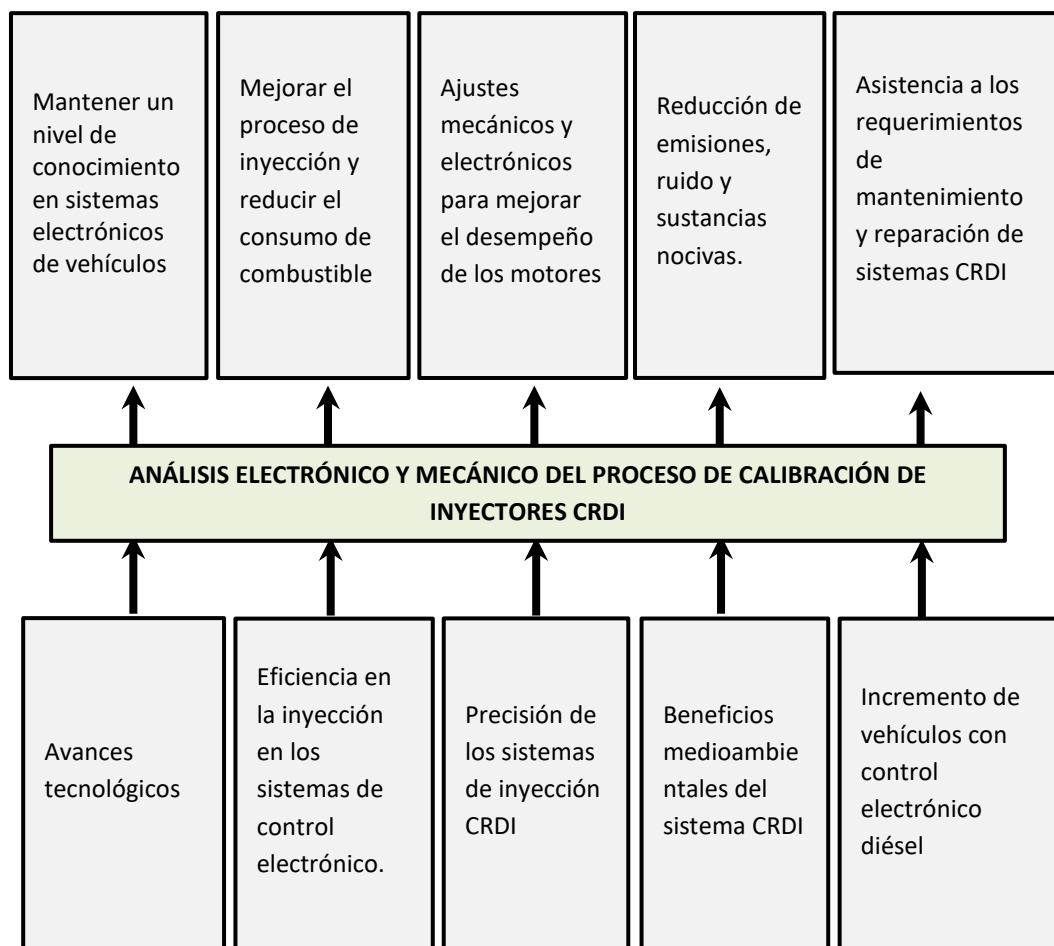 Mantener un
nivel de
conocimiento
en sistemas
electrónicos
de vehículos
Mejorar el
proceso de
inyección y
reducir el
consumo de
combustible
Ajustes
mecánicos y
electrónicos
para mejorar
el desempeño
de los motores
Reducción de
emisiones,
ruido y
sustancias
nocivas.
Asistencia a los
requerimientos
de
mantenimiento
y reparación de
sistemas CRDI
ANÁLISIS ELECTRÓNICO Y MECÁNICO DEL PROCESO DE CALIBRACIÓN DE
INYECTORES CRDI
Avances
tecnológicos
Eficiencia en
la inyección
en los
sistemas de
control
electrónico.
Precisión de
los sistemas
de inyección
CRDI
Beneficios
medioambie
ntales del
sistema CRDI
Incremento de
vehículos con
control
electrónico
diésel